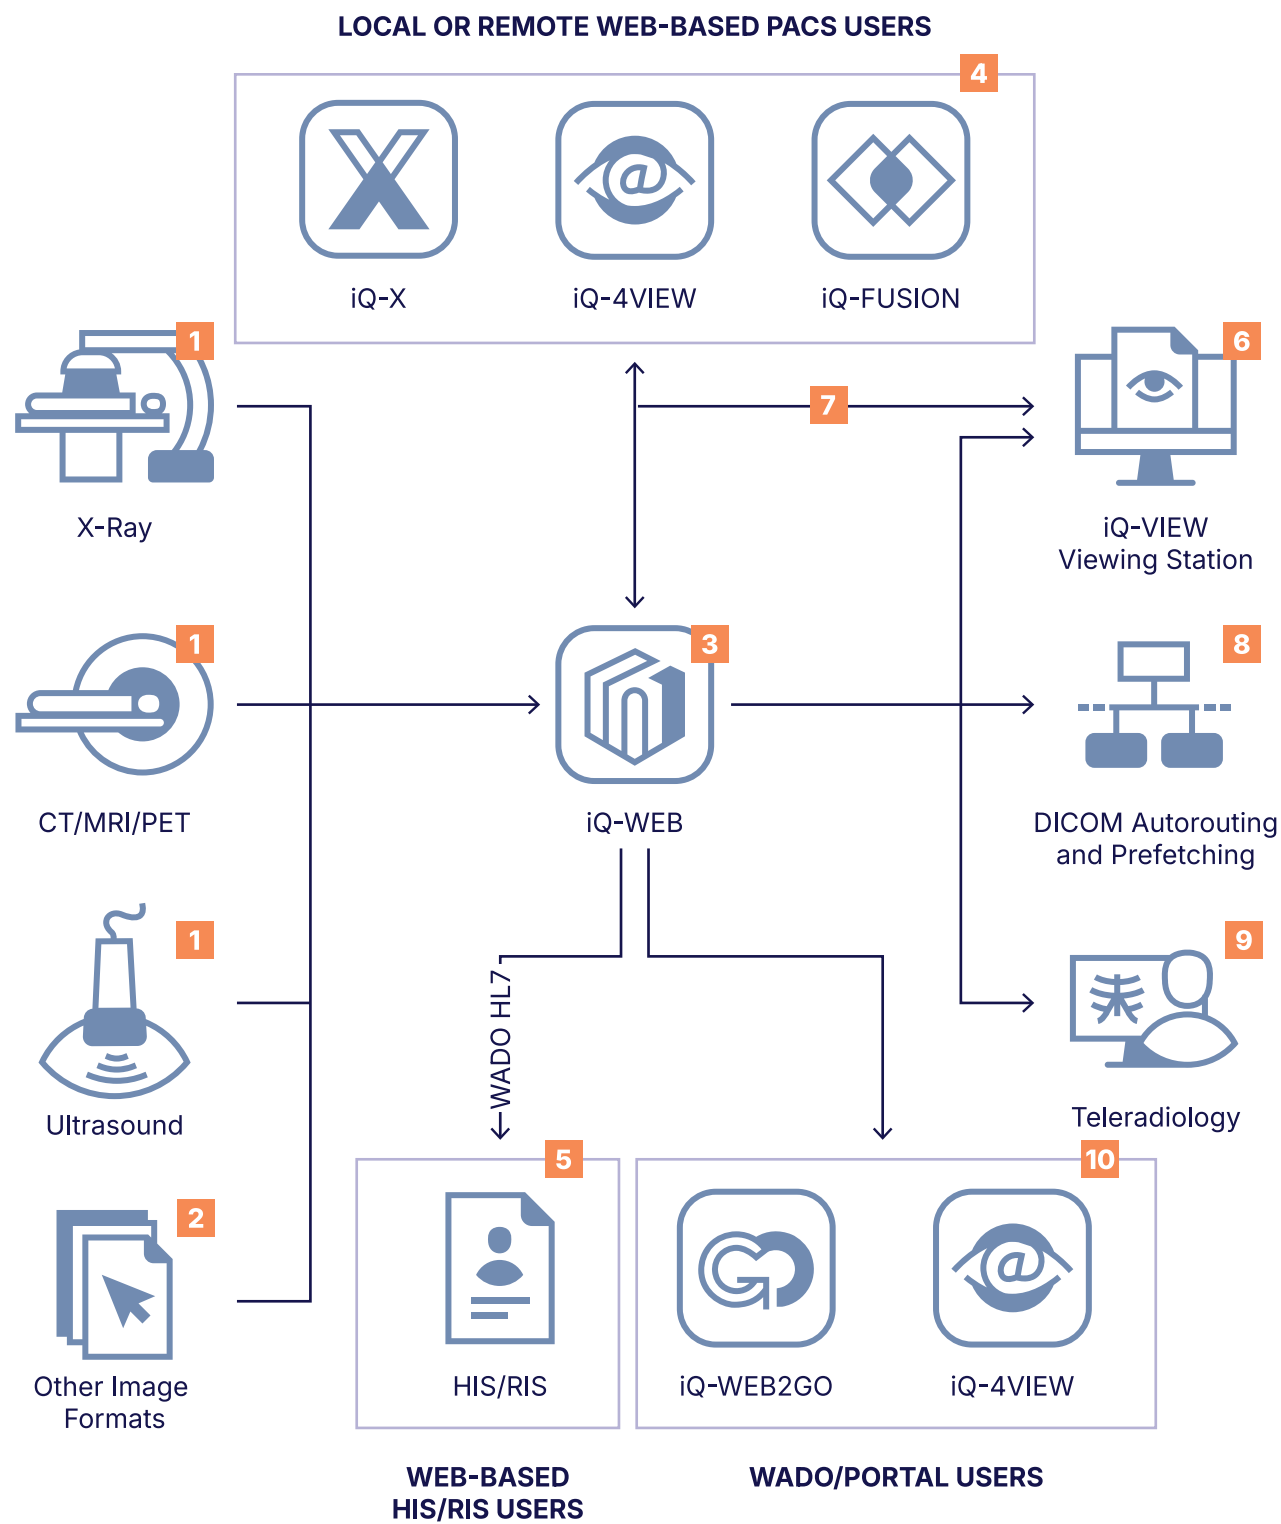 LOCAL OR REMOTE WEB-BASED PACS USERS
4
iQ-X
iQ-4VIEW
iQ-FUSION
1
X-Ray
7
6
iQ-VIEW
Viewing Station
1
CT/MRI/PET
3
iQ-WEB
8
DICOM Autorouting
and Prefetching
1
Ultrasound
WADO HL7
9
Teleradiology
2
Other Image
Formats
5
HIS/RIS
WEB-BASED
HIS/RIS USERS
10
iQ-WEB2GO
@
iQ-4VIEW
WADO/PORTAL USERS